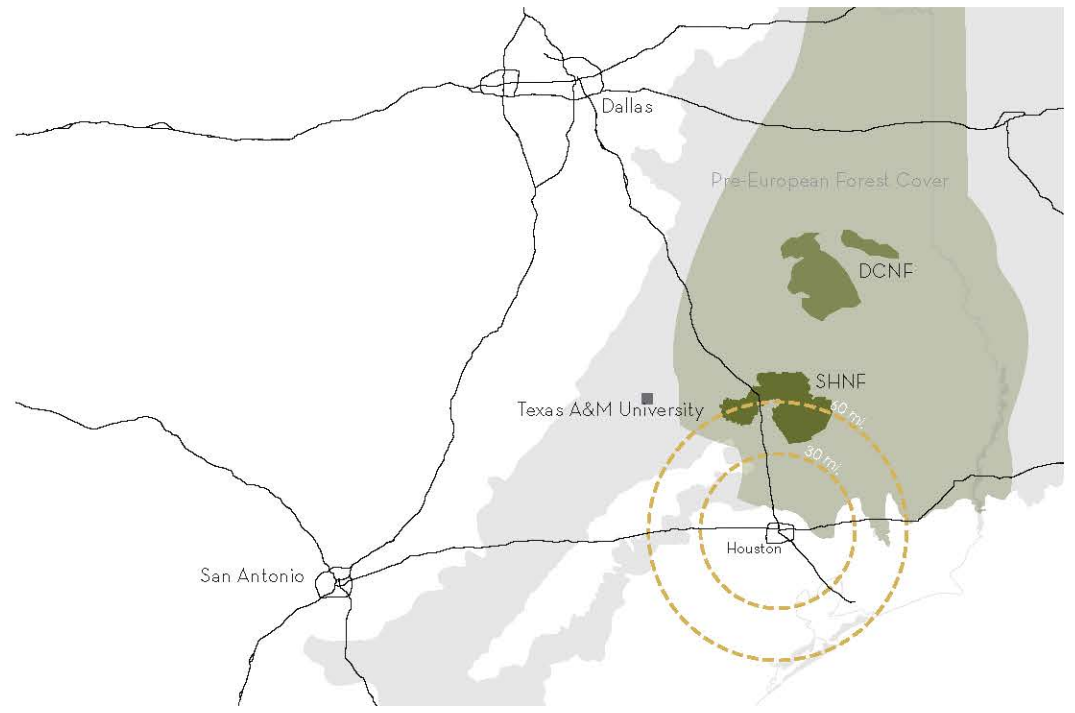 Dallas
Pre-European Forest Cover
DCNF
SHNF
Texas A&M University
60 mi.
30 mi.
Houston
San Antonio